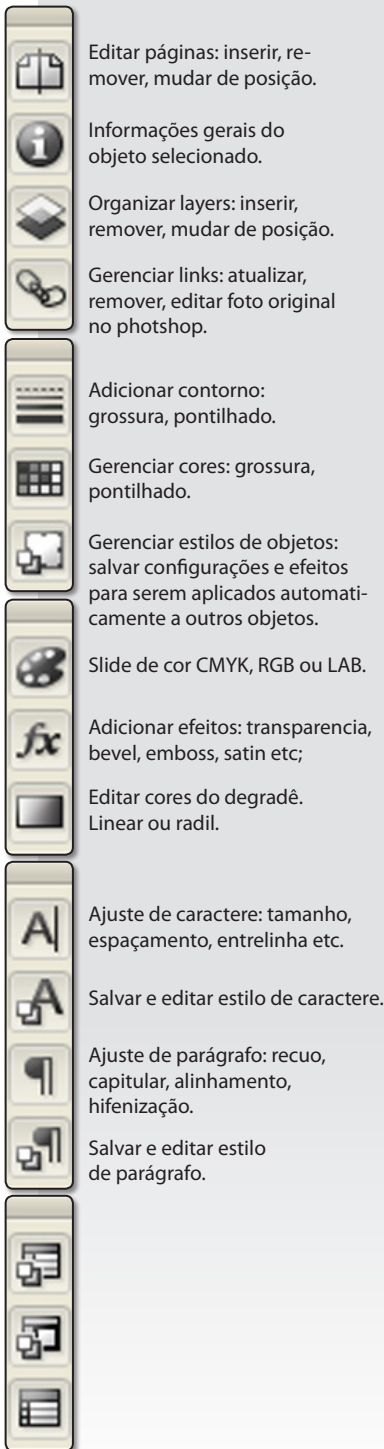 Editar páginas: inserir, re-
mover, mudar de posição.
Informações gerais do
objeto selecionado.
Organizar layers: inserir,
remover, mudar de posição.
Gerenciar links: atualizar,
remover, editar foto original
no photshop.
Adicionar contorno:
grossura, pontilhado.
Gerenciar cores: grossura,
pontilhado.
Gerenciar estilos de objetos:
salvar configurações e efeitos
para serem aplicados automati-
camente a outros objetos.
Slide de cor CMYK, RGB ou LAB.
fx
Adicionar efeitos: transparencia,
bevel, emboss, satin etc;
Editar cores do degradê.
Linear ou radil.
A
Ajuste de caractere: tamanho,
espaçamento, entrelinha etc.
A
Salvar e editar estilo de caractere.
¶
Ajuste de parágrafo: recuo,
capitular, alinhamento,
hifenização.
¶
Salvar e editar estilo
de parágrafo.